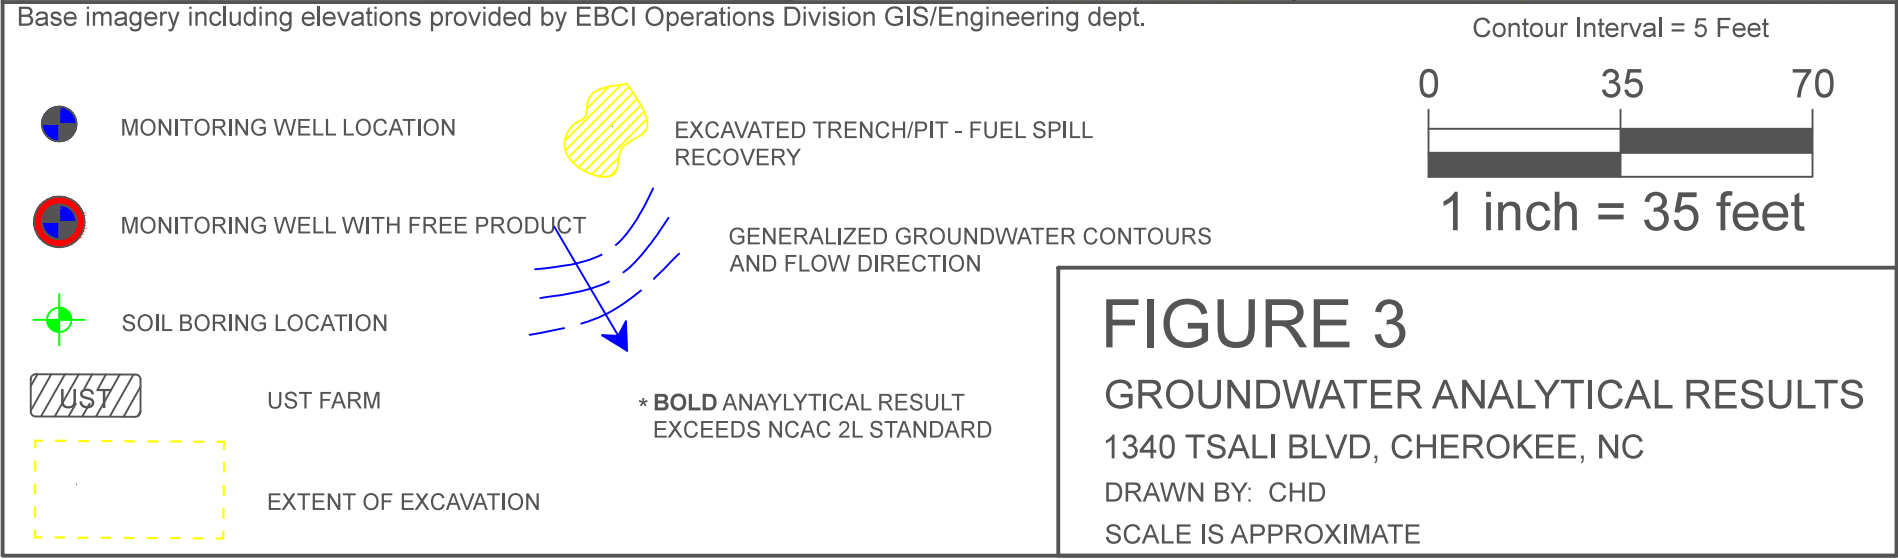 Base imagery including elevations provided by EBCI Operations Division GIS/Engineering dept.
Contour Interval = 5 Feet
0 35 70
1 inch = 35 feet
MONITORING WELL LOCATION
EXCAVATED TRENCH/PIT - FUEL SPILL
RECOVERY
MONITORING WELL WITH FREE PRODUCT
GENERALIZED GROUNDWATER CONTOURS
AND FLOW DIRECTION
SOIL BORING LOCATION
UST
UST FARM
* BOLD ANAYLYTICAL RESULT
EXCEEDS NCAC 2L STANDARD
EXTENT OF EXCAVATION
FIGURE 3
GROUNDWATER ANALYTICAL RESULTS
1340 TSALI BLVD, CHEROKEE, NC
DRAWN BY: CHD
SCALE IS APPROXIMATE